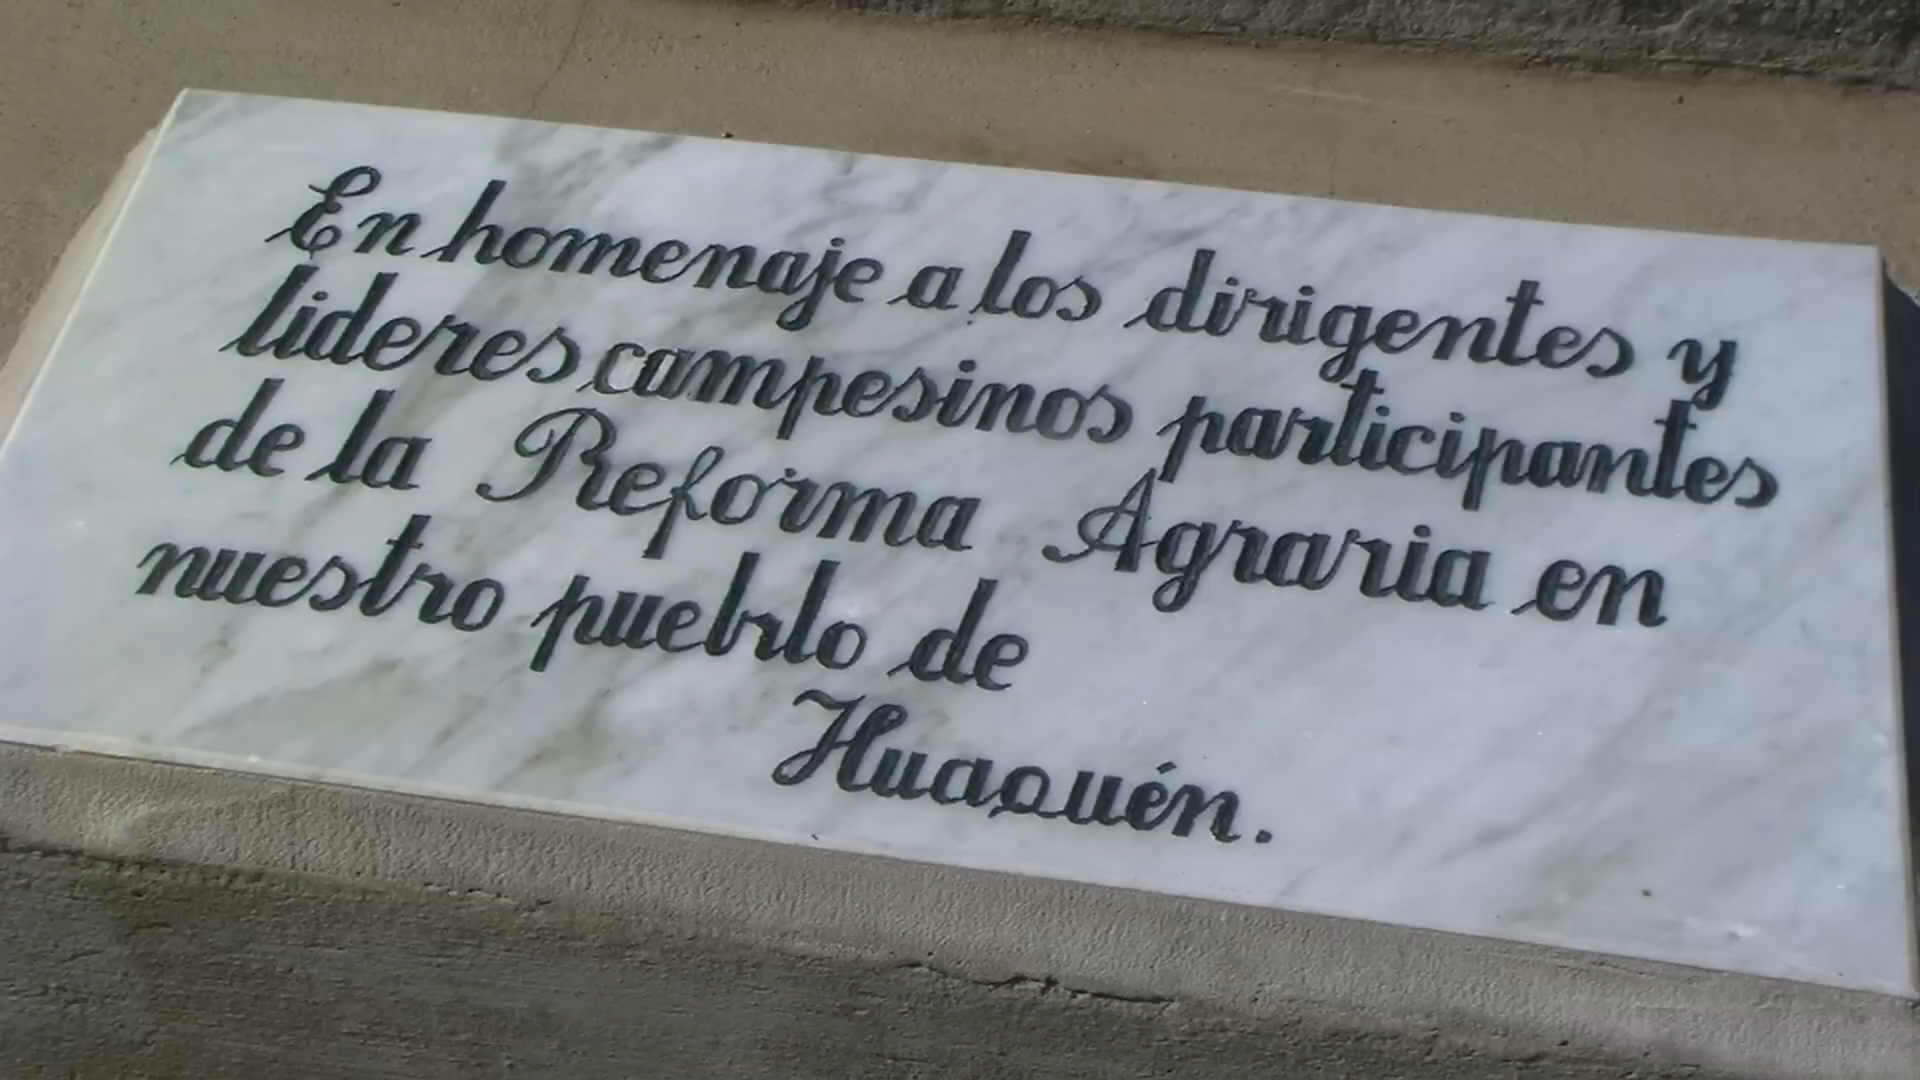 En homenaje a los dirigentes y
lideres campesinos participantes
de la Reforma Agraria en
nuestro pueblo de
Huaquén.